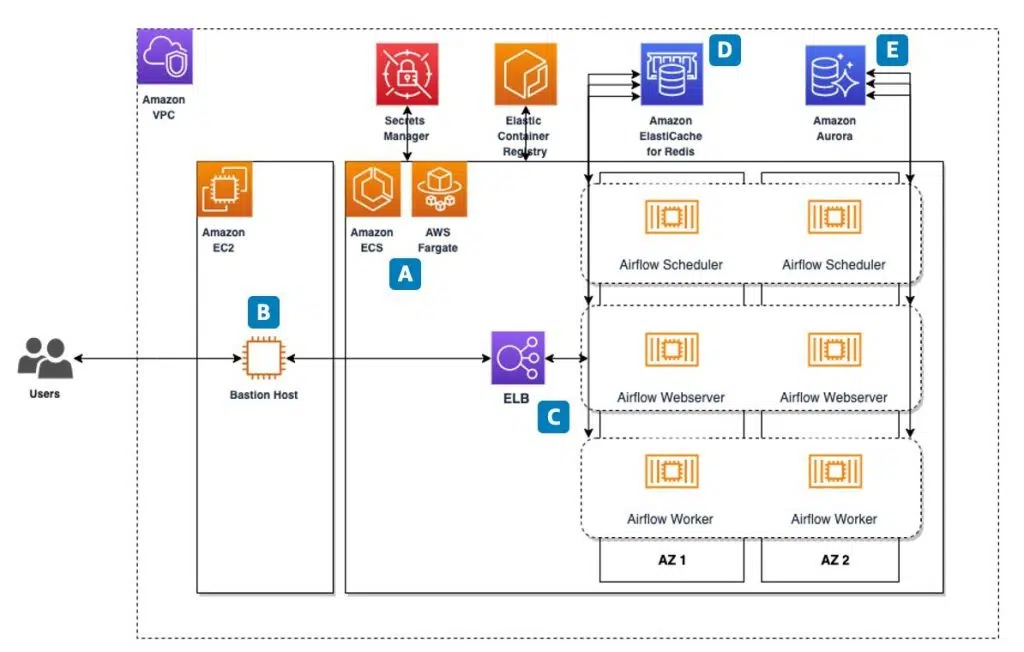 Amazon
VPC
Secrets
Manager
Elastic
Container
Registry
D
Amazon
ElastiCache
for Redis
E
Amazon
Aurora
Amazon
EC2
Amazon
ECS
AWS
Fargate
A
Airflow Scheduler
Airflow Scheduler
B
Users
Bastion Host
ELB
C
Airflow Webserver
Airflow Webserver
Airflow Worker
Airflow Worker
AZ 1
AZ 2